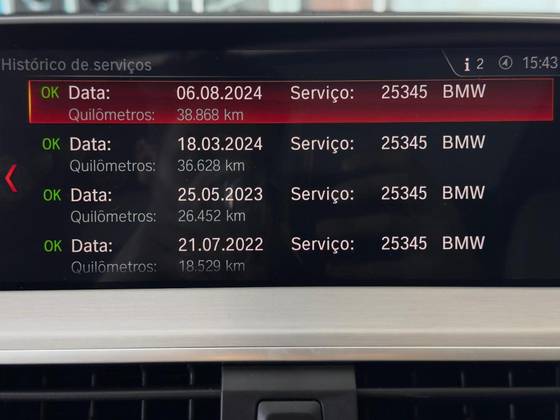 Histórico de serviços i 2 15:43
OK Data: 06.08.2024 Serviço: 25345 BMW
Quilômetros: 38.868 km
OK Data: 18.03.2024 Serviço: 25345 BMW
Quilômetros: 36.628 km
OK Data: 25.05.2023 Serviço: 25345 BMW
Quilômetros: 26.452 km
OK Data: 21.07.2022 Serviço: 25345 BMW
Quilômetros: 18.529 km